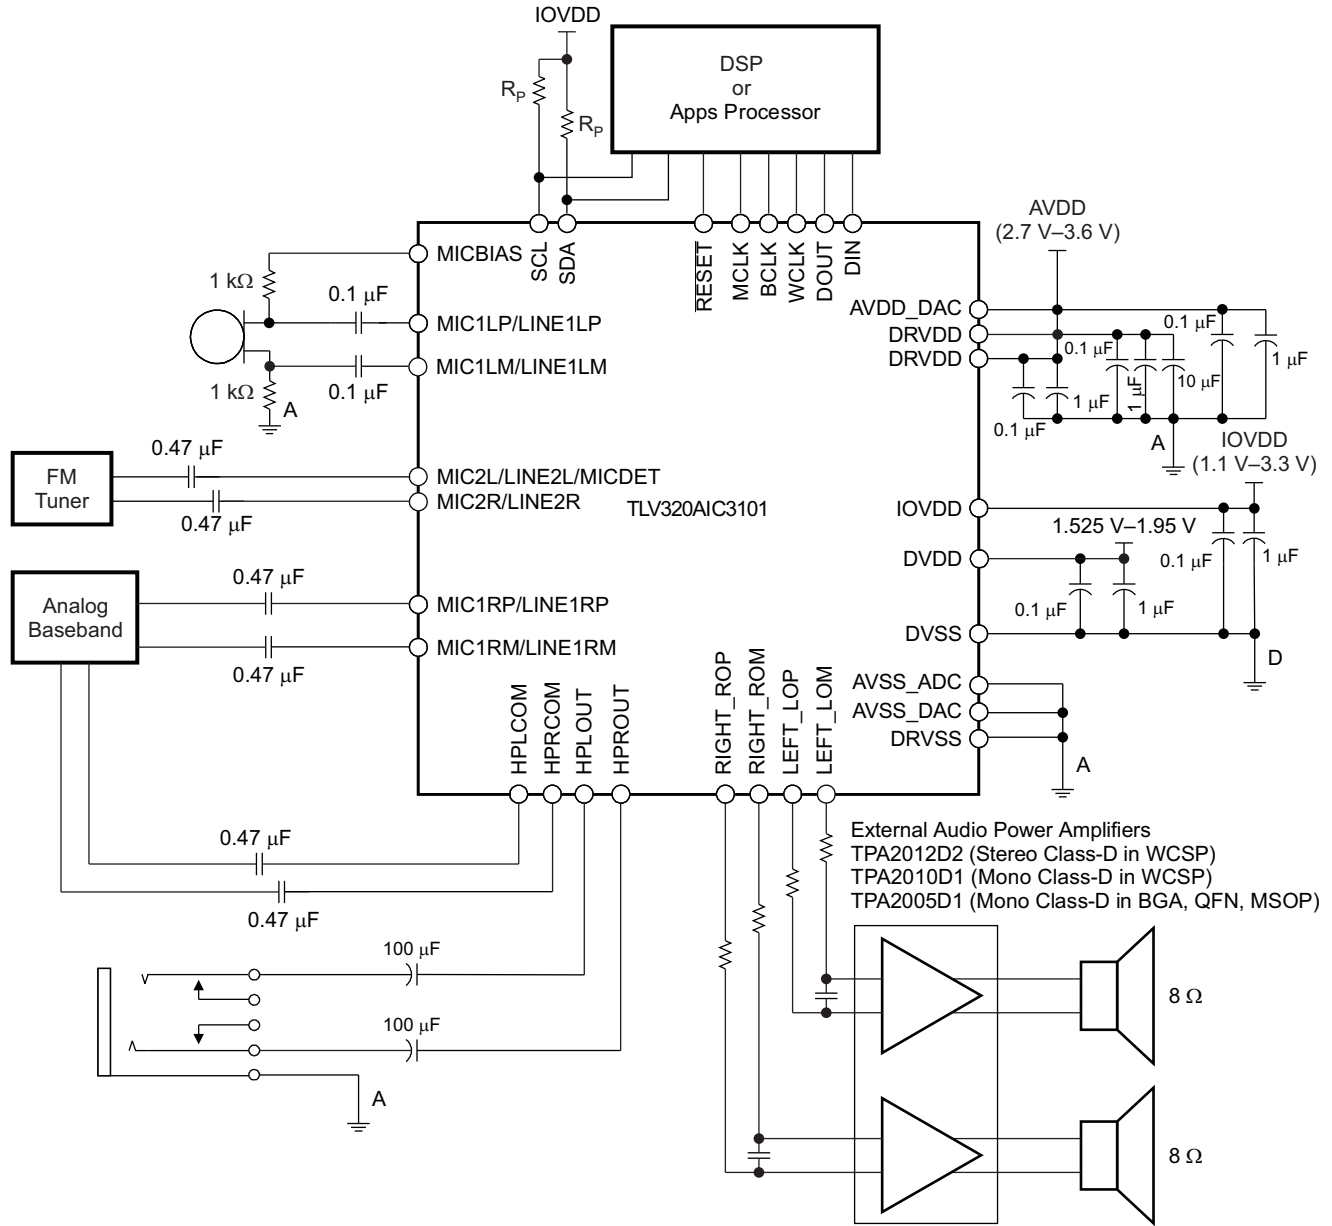 IOVDD
DSP
or
Apps Processor
RP
RP
SCL
SDA
RESET
MCLK
BCLK
WCLK
DOUT
DIN
AVDD
(2.7 V–3.6 V)
MICBIAS
1 kΩ
0.1 μF
MIC1LP/LINE1LP
MIC1LM/LINE1LM
1 kΩ
0.1 μF
A
AVDD_DAC
DRVDD
DRVDD
0.1 μF
0.1 μF
1 μF
1 μF
10 μF
1 μF
0.1 μF
A
IOVDD
(1.1 V–3.3 V)
FM
Tuner
0.47 μF
0.47 μF
MIC2L/LINE2L/MICDET
MIC2R/LINE2R
TLV320AIC3101
IOVDD
1.525 V–1.95 V
DVDD
0.1 μF
1 μF
0.1 μF
1 μF
DVSS
D
Analog
Baseband
0.47 μF
0.47 μF
MIC1RP/LINE1RP
MIC1RM/LINE1RM
AVSS_ADC
AVSS_DAC
DRVSS
A
HPLCOM
HPRCOM
HPLOUT
HPROUT
RIGHT_ROP
RIGHT_ROM
LEFT_LOP
LEFT_LOM
0.47 μF
0.47 μF
External Audio Power Amplifiers
TPA2012D2 (Stereo Class-D in WCSP)
TPA2010D1 (Mono Class-D in WCSP)
TPA2005D1 (Mono Class-D in BGA, QFN, MSOP)
100 μF
100 μF
A
8 Ω
8 Ω